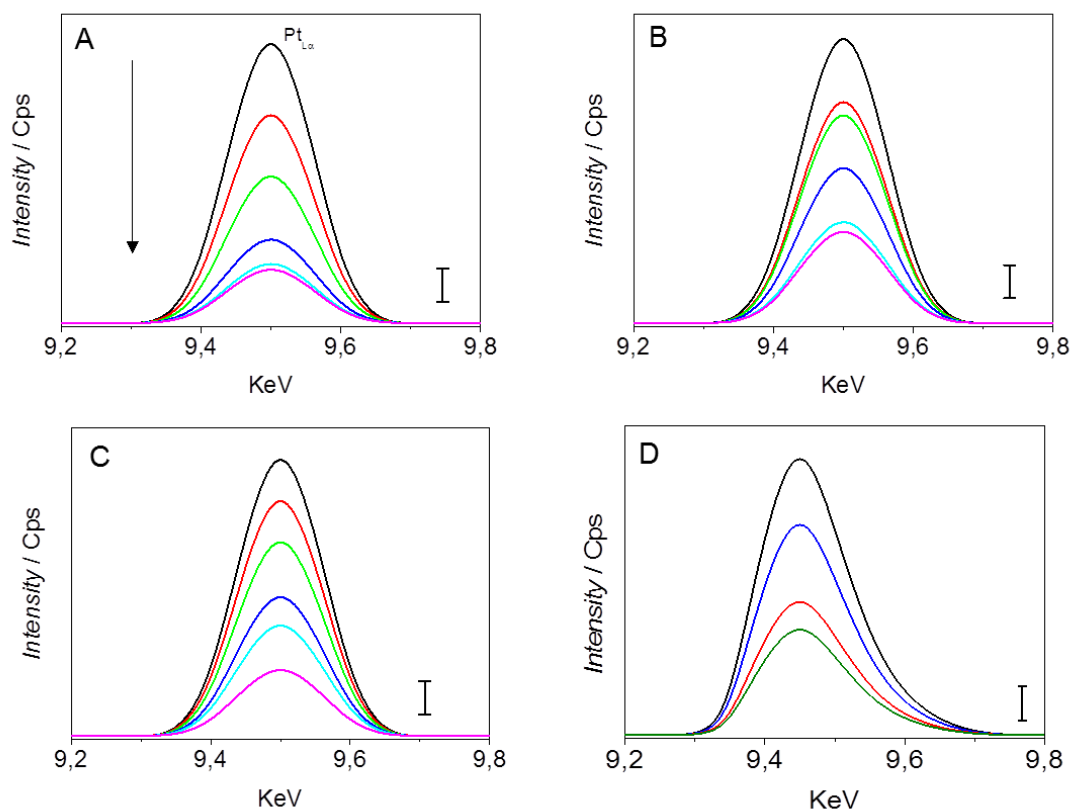 A
Pt Lα
Intensity / Cps
9,2 9,4 9,6 9,8
KeV
B
Intensity / Cps
9,2 9,4 9,6 9,8
KeV
C
Intensity / Cps
9,2 9,4 9,6 9,8
KeV
D
Intensity / Cps
9,2 9,4 9,6 9,8
KeV